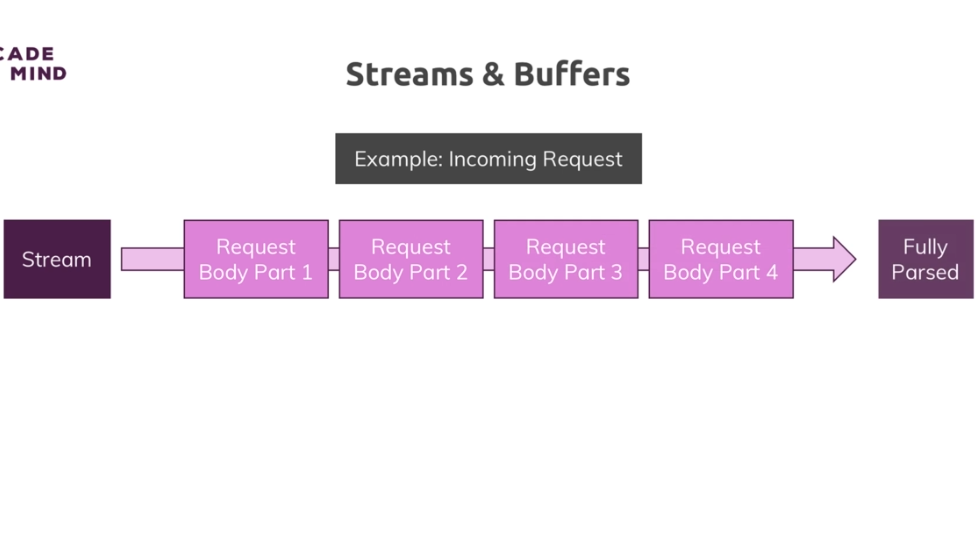 CADE
MIND
Streams & Buffers
Example: Incoming Request
Stream
Request
Body Part 1
Request
Body Part 2
Request
Body Part 3
Request
Body Part 4
Fully
Parsed